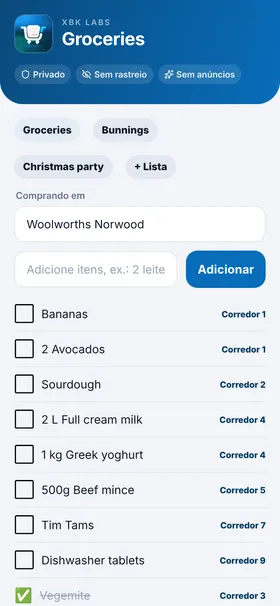 XBK LABS
Groceries
Privado
Sem rastreio
Sem anúncios
Groceries
Bunnings
Christmas party
+ Lista
Comprando em
Woolworths Norwood
Adicione itens, ex.: 2 leite
Adicionar
Bananas Corredor 1
2 Avocados Corredor 1
Sourdough Corredor 2
2 L Full cream milk Corredor 4
1 kg Greek yoghurt Corredor 4
500g Beef mince Corredor 5
Tim Tams Corredor 7
Dishwasher tablets Corredor 9
Vegemite Corredor 3